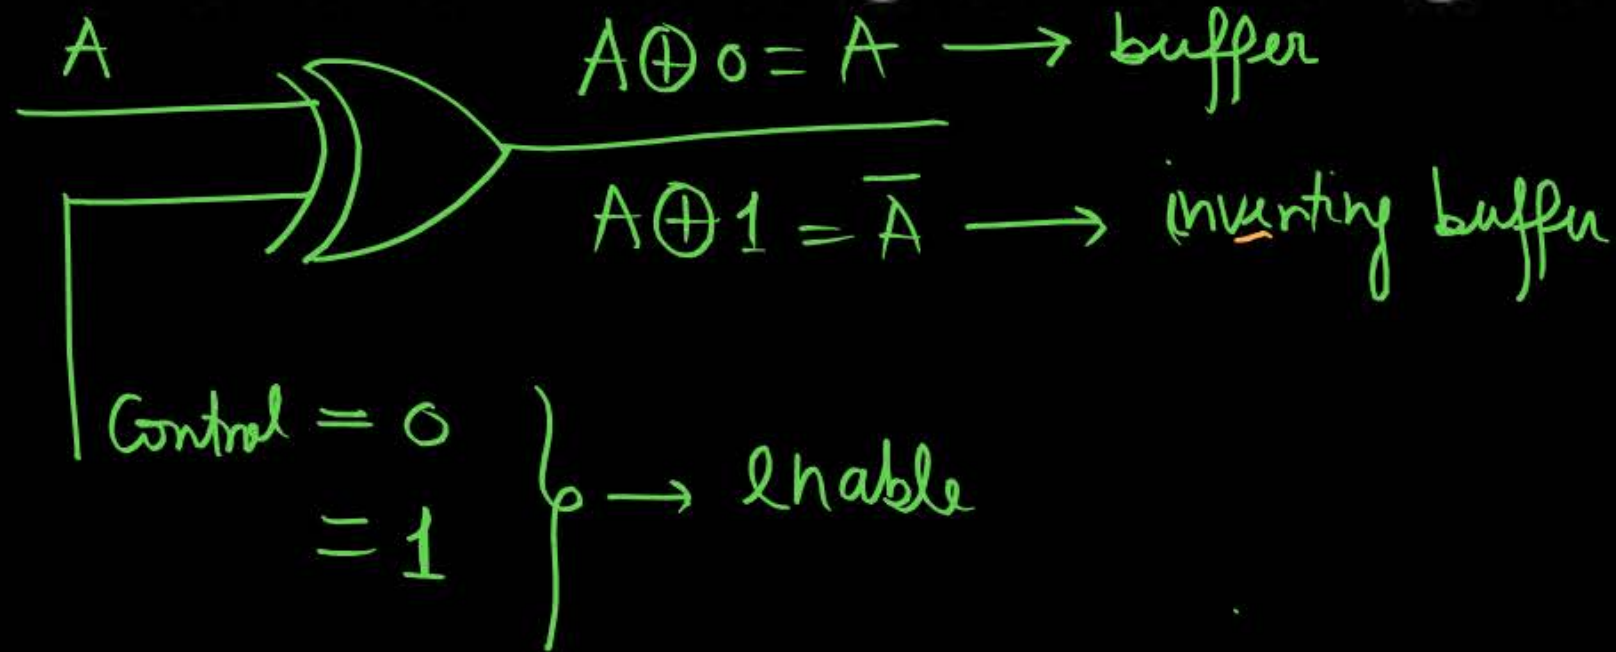 A
A⊕0 = A → buffer
A⊕1 = A̅ → inverting buffer
Control = 0
= 1
→ enable